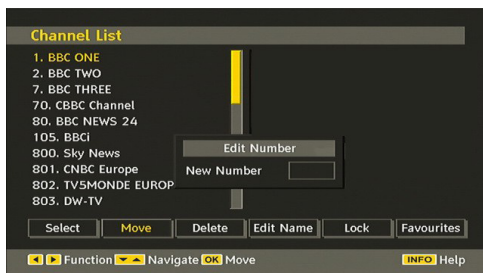 Channel List
1. BBC ONE
2. BBC TWO
7. BBC THREE
70. CBBC Channel
80. BBC NEWS 24
105. BBCi
800. Sky News
801. CNBC Europe
802. TV5MONDE EUROP
803. DW-TV
Edit Number
New Number
Select Move Delete Edit Name Lock Favourites
Function Navigate OK Move INFO Help